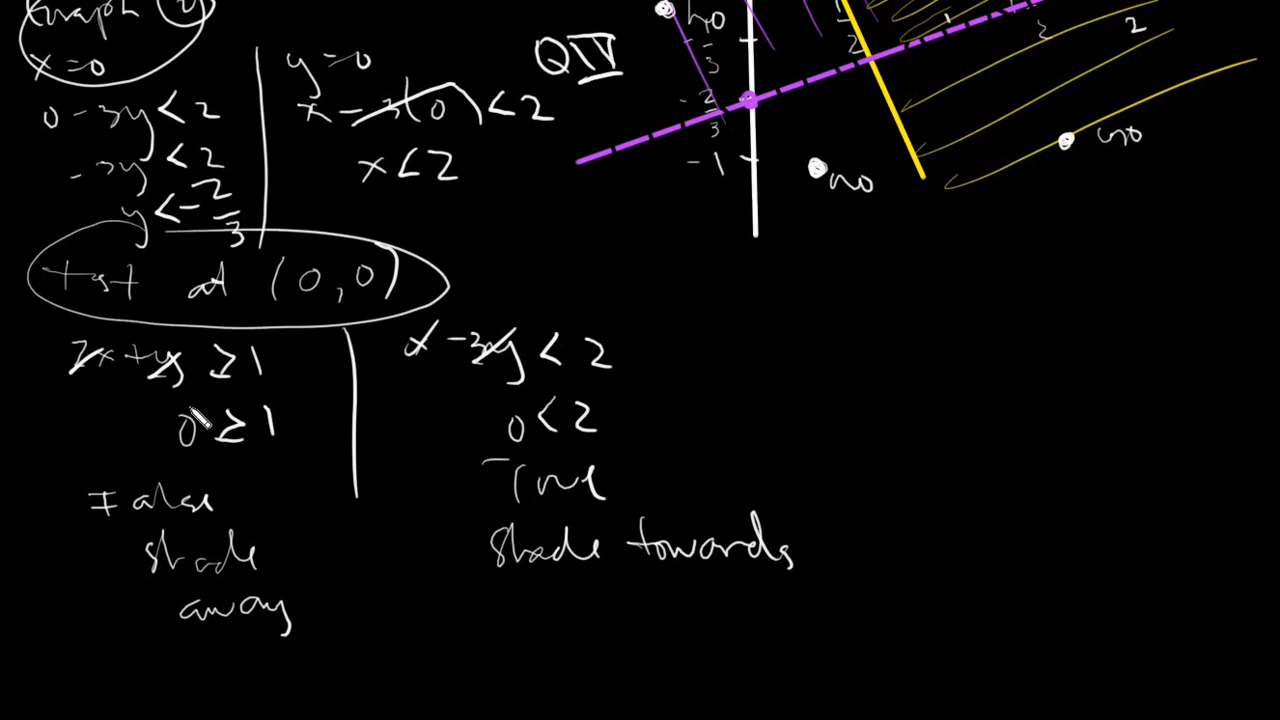 Graph (2)
x = 0
0 - 3y < 2
-3y < 2
y < -2/3
y = 0
x - 3(0) < 2
x < 2
QIV
no
-1
3
-2
3
2
1
2
-1
no
no
test at (0,0)
2x + y ≥ 1
0 ≥ 1
False
shade
away
x - 3y < 2
0 < 2
True
shade towards